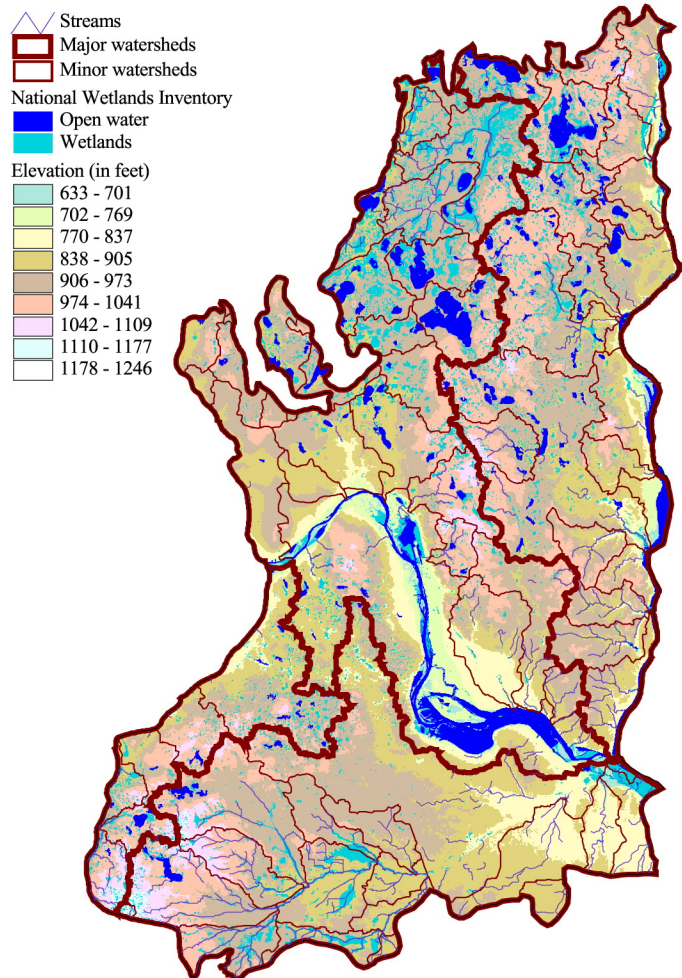 Streams
Major watersheds
Minor watersheds
National Wetlands Inventory
Open water
Wetlands
Elevation (in feet)
633 - 701
702 - 769
770 - 837
838 - 905
906 - 973
974 - 1041
1042 - 1109
1110 - 1177
1178 - 1246